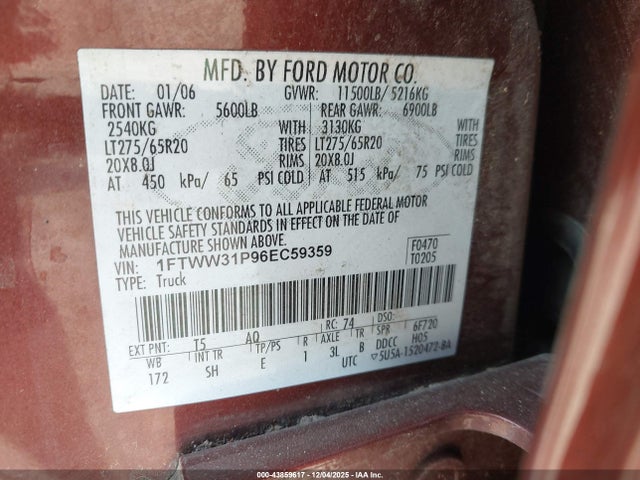 MFD. BY FORD MOTOR CO.
DATE: 01/06 GVWR: 11500LB/ 5216KG
FRONT GAWR: 5600LB REAR GAWR: 6900LB
2540KG WITH 3130KG WITH
LT275/65R20 TIRES LT275/65R20 TIRES
20X8.0J RIMS 20X8.0J RIMS
AT 450 kPa/ 65 PSI COLD AT 515 kPa/ 75 PSI COLD
THIS VEHICLE CONFORMS TO ALL APPLICABLE FEDERAL MOTOR
VEHICLE SAFETY STANDARDS IN EFFECT ON THE DATE OF
MANUFACTURE SHOWN ABOVE.
VIN: 1FTWW31P96EC59359 F0470
TYPE: Truck T0205
EXT PNT: T5 AQ RC: 74 DSO:
WB INT TR TP/PS R AXLE TR SPR 6F720
172 SH E 1 3L B DDCC H05
UTC ▽5U5A-1520472-BA
000-43859617 - 12/04/2025 - IAA Inc.